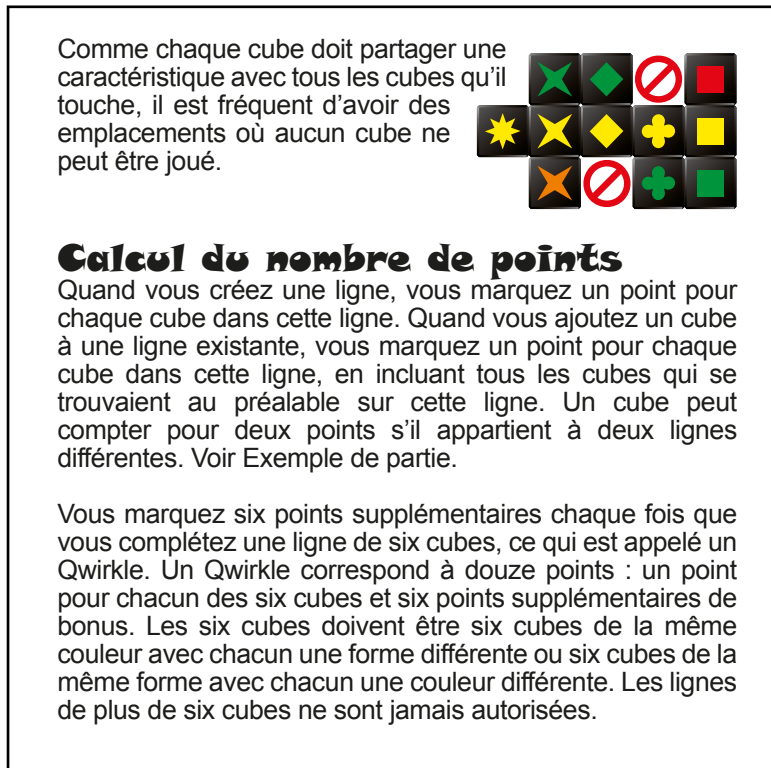 Comme chaque cube doit partager une
caractéristique avec tous les cubes qu’il
touche, il est fréquent d’avoir des
emplacements où aucun cube ne
peut être joué.
Calcul du nombre de points
Quand vous créez une ligne, vous marquez un point pour
chaque cube dans cette ligne. Quand vous ajoutez un cube
à une ligne existante, vous marquez un point pour chaque
cube dans cette ligne, en incluant tous les cubes qui se
trouvaient au préalable sur cette ligne. Un cube peut
compter pour deux points s’il appartient à deux lignes
différentes. Voir Exemple de partie.
Vous marquez six points supplémentaires chaque fois que
vous complétez une ligne de six cubes, ce qui est appelé un
Qwirkle. Un Qwirkle correspond à douze points : un point
pour chacun des six cubes et six points supplémentaires de
bonus. Les six cubes doivent être six cubes de la même
couleur avec chacun une forme différente ou six cubes de la
même forme avec chacun une couleur différente. Les lignes
de plus de six cubes ne sont jamais autorisées.